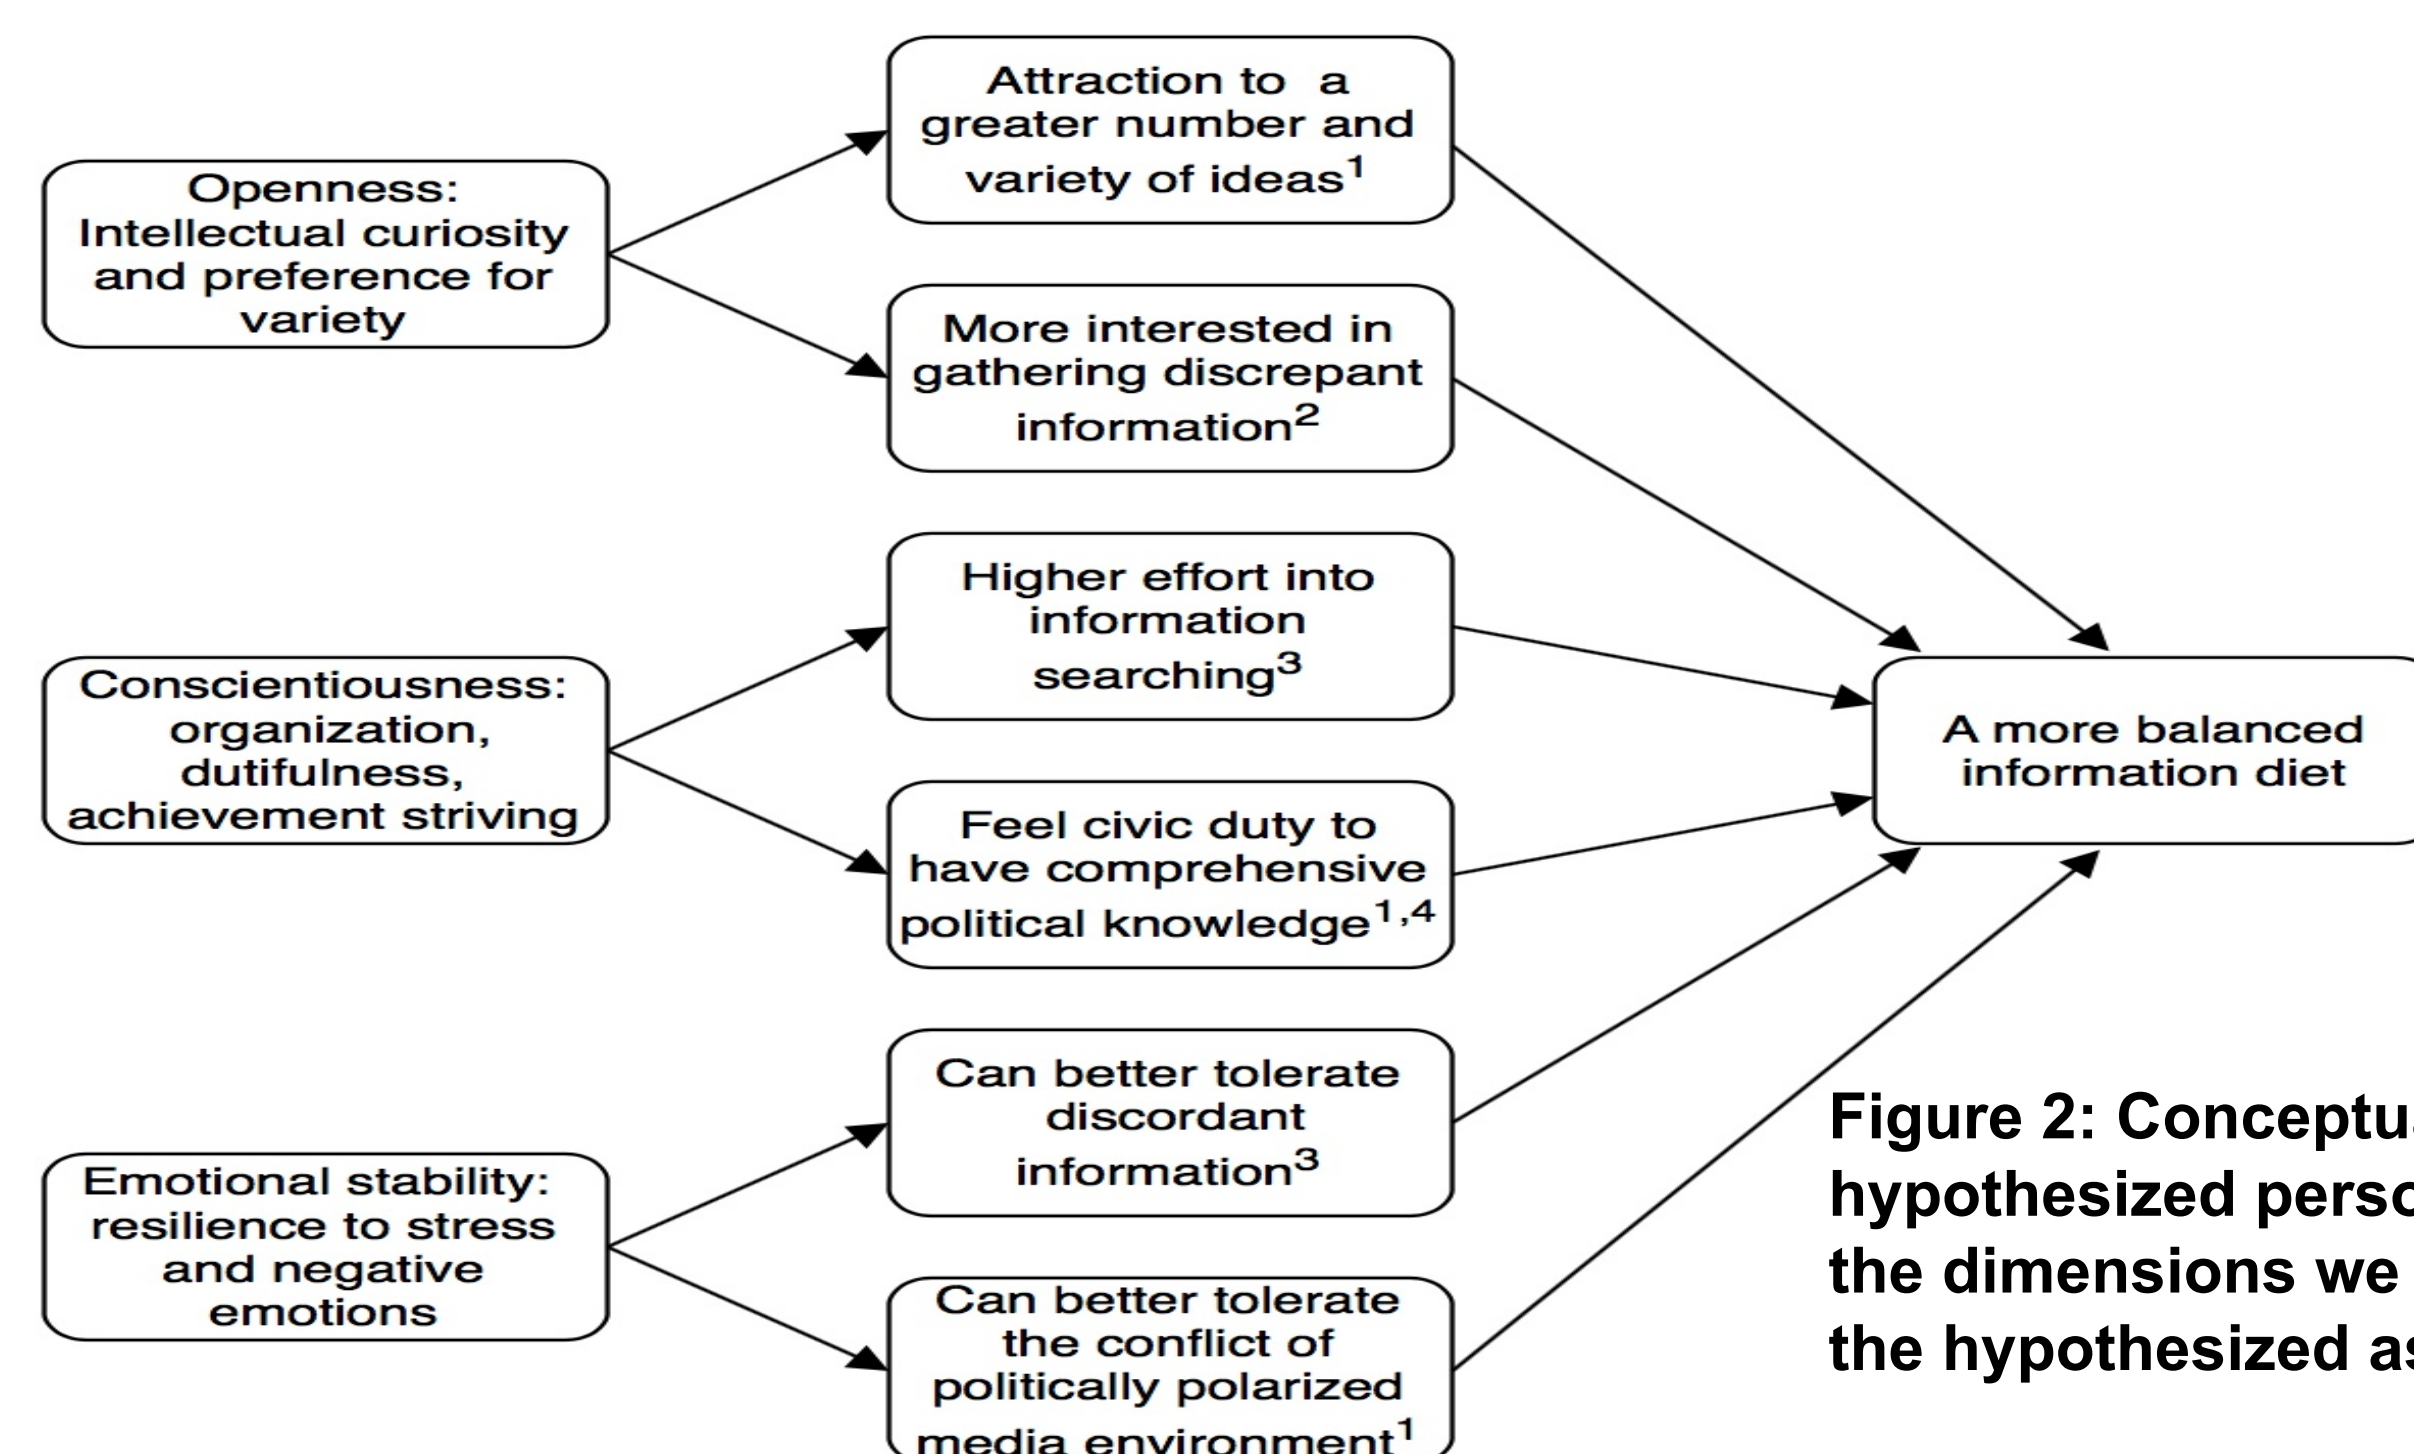 Attraction to a
greater number and
variety of ideas1
Openness:
Intellectual curiosity
and preference for
variety
More interested in
gathering discrepant
information2
Higher effort into
information
searching3
Conscientiousness:
organization,
dutifulness,
achievement striving
A more balanced
information diet
Feel civic duty to
have comprehensive
political knowledge1,4
Can better tolerate
discordant
information3
Emotional stability:
resilience to stress
and negative
emotions
Can better tolerate
the conflict of
politically polarized
media environment1
Figure 2:
hypothesized
the dimensions we
the hypothesized